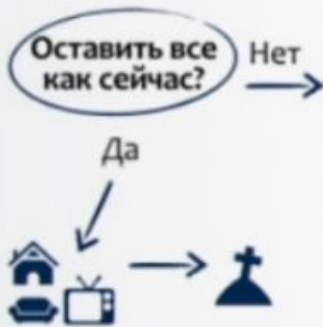 Оставить все
как сейчас?
Нет
Да